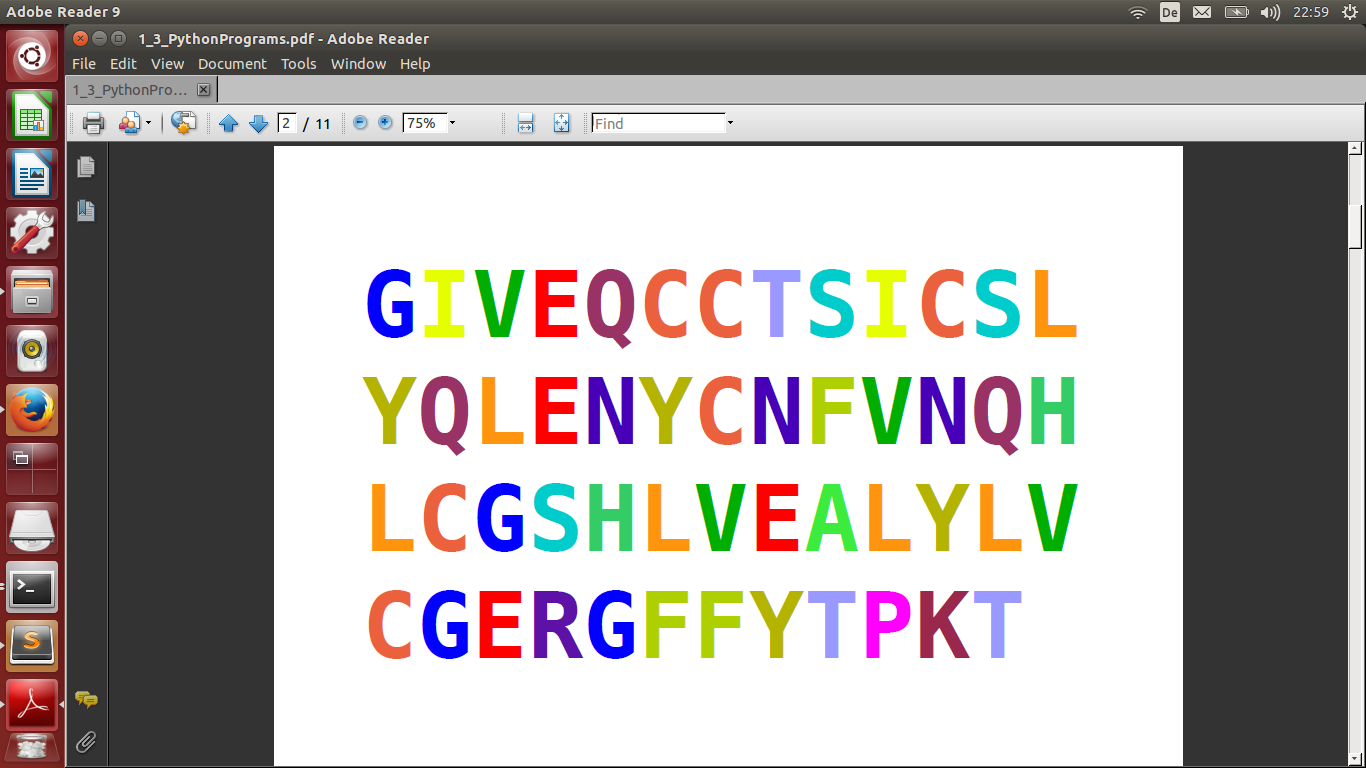 Adobe Reader 9
De
22:59
1_3_PythonPrograms.pdf - Adobe Reader
File Edit View Document Tools Window Help
1_3_PythonPro...
2 / 11
75%
Find
GIVEQCCTSICSL
YQLENYCNFVNQH
LCGSHLVEALYLV
CGERGFFYTPKT